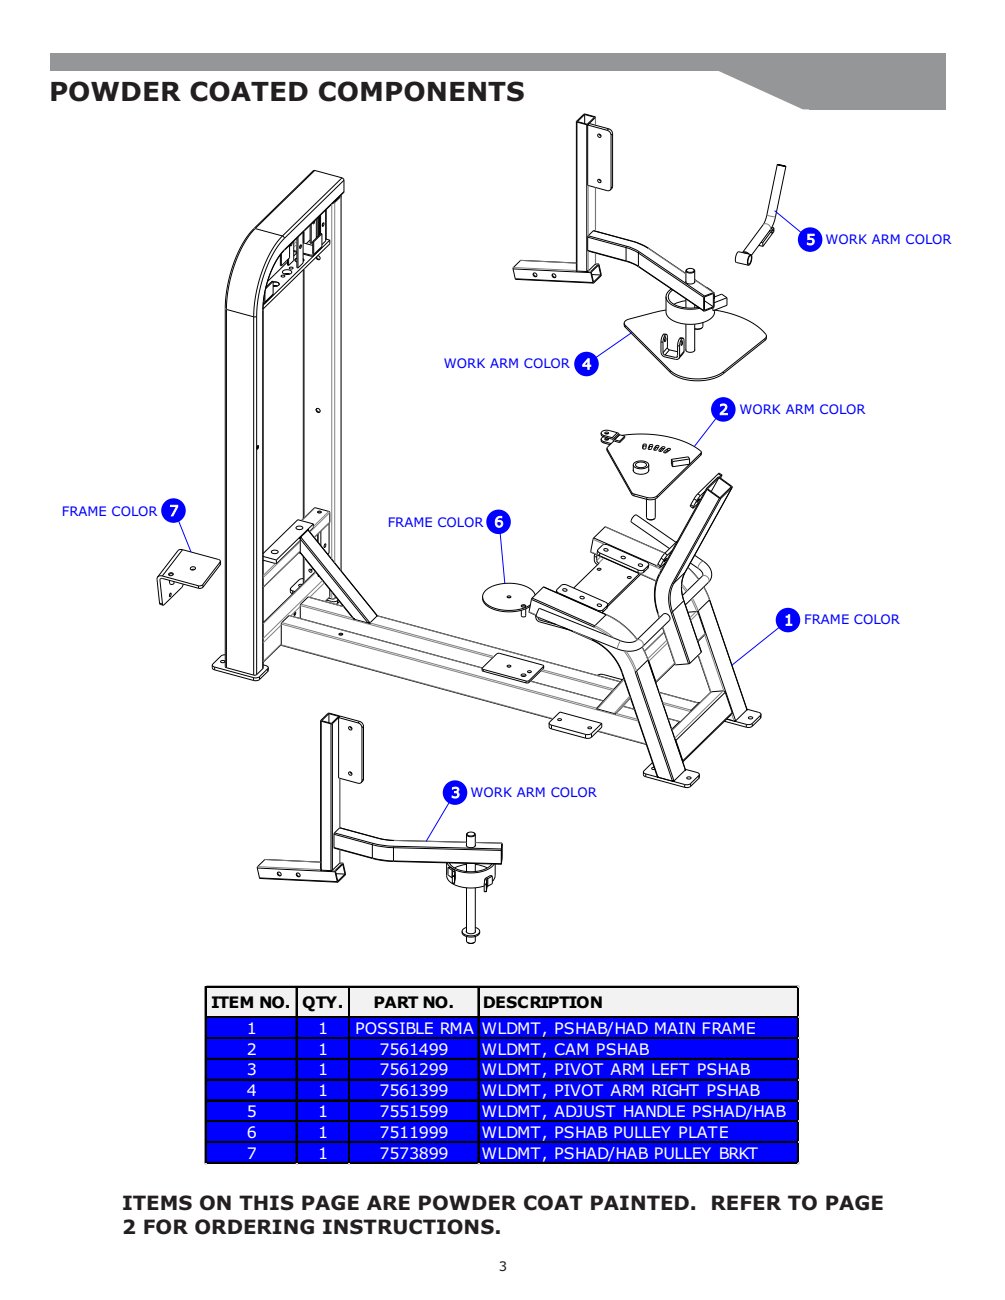 POWDER COATED COMPONENTS
5 WORK ARM COLOR
WORK ARM COLOR 4
2 WORK ARM COLOR
FRAME COLOR 7
FRAME COLOR 6
1 FRAME COLOR
3 WORK ARM COLOR
ITEM NO. QTY. PART NO. DESCRIPTION
1 1 POSSIBLE RMA WLDMT, PSHAB/HAD MAIN FRAME
2 1 7561499 WLDMT, CAM PSHAB
3 1 7561299 WLDMT, PIVOT ARM LEFT PSHAB
4 1 7561399 WLDMT, PIVOT ARM RIGHT PSHAB
5 1 7551599 WLDMT, ADJUST HANDLE PSHAD/HAB
6 1 7511999 WLDMT, PSHAB PULLEY PLATE
7 1 7573899 WLDMT, PSHAD/HAB PULLEY BRKT
ITEMS ON THIS PAGE ARE POWDER COAT PAINTED. REFER TO PAGE
2 FOR ORDERING INSTRUCTIONS.
3